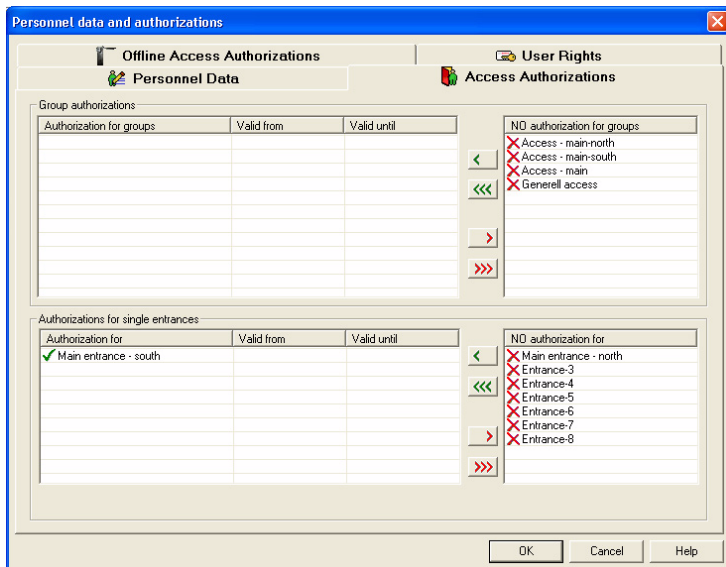 Personnel data and authorizations
Offline Access Authorizations
User Rights
Personnel Data
Access Authorizations
Group authorizations
Authorization for groups Valid from Valid until
NO authorization for groups
Access - main-north
Access - main-south
Access - main
Generell access
<
<<<
>
>>>
Authorizations for single entrances
Authorization for Valid from Valid until
NO authorization for
Main entrance - south
Main entrance - north
Entrance-3
Entrance-4
Entrance-5
Entrance-6
Entrance-7
Entrance-8
<
<<<
>
>>>
OK Cancel Help